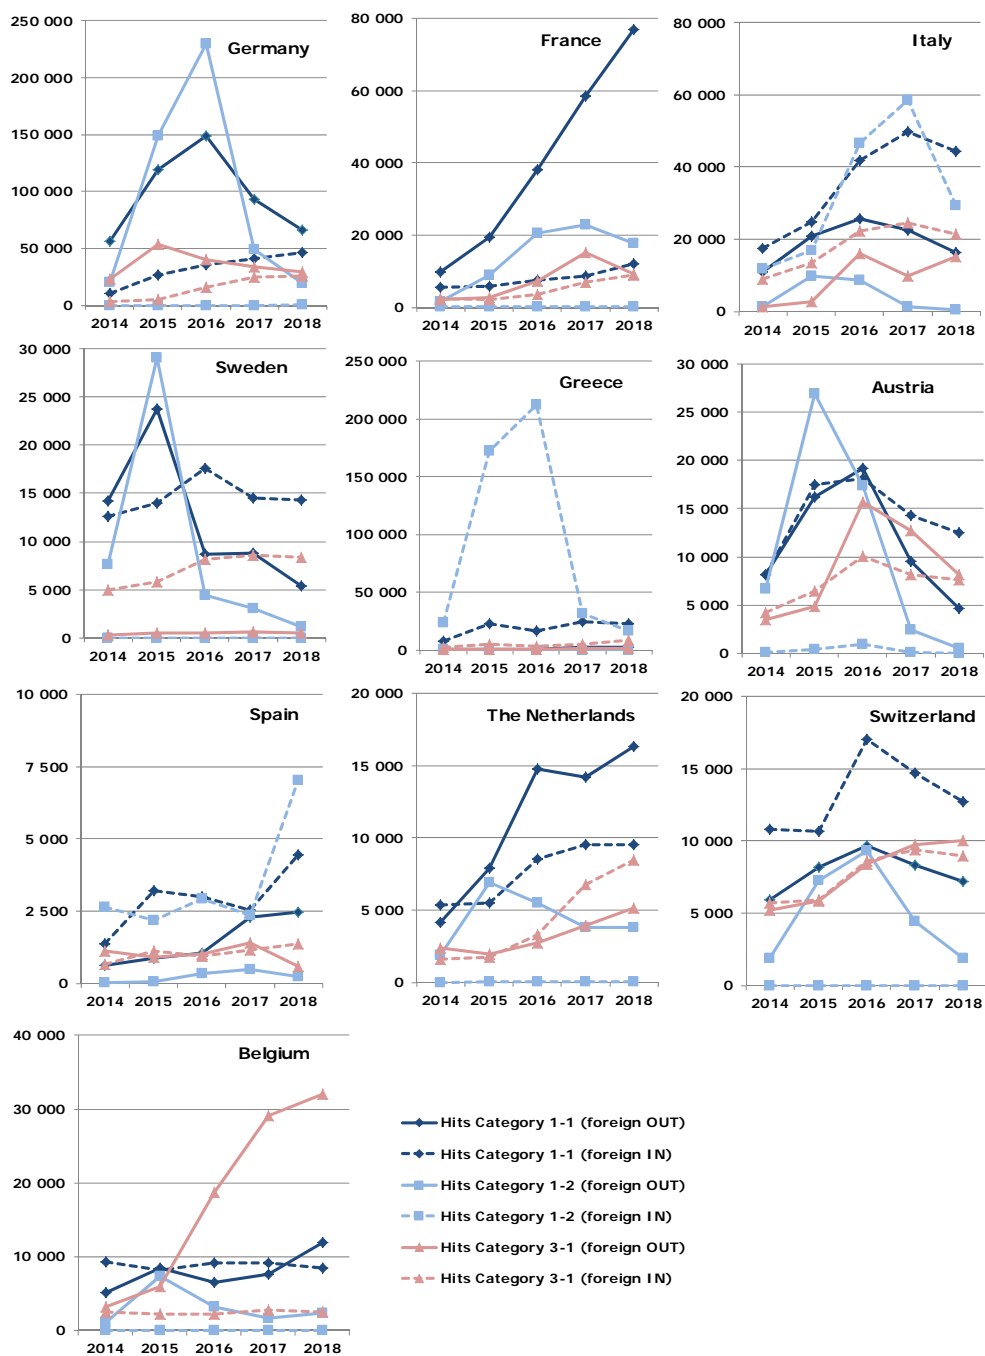 Germany
250 000
200 000
150 000
100 000
50 000
0
2014 2015 2016 2017 2018
France
80 000
60 000
40 000
20 000
0
2014 2015 2016 2017 2018
Italy
80 000
60 000
40 000
20 000
0
2014 2015 2016 2017 2018
Sweden
30 000
25 000
20 000
15 000
10 000
5 000
0
2014 2015 2016 2017 2018
Greece
250 000
200 000
150 000
100 000
50 000
0
2014 2015 2016 2017 2018
Austria
30 000
25 000
20 000
15 000
10 000
5 000
0
2014 2015 2016 2017 2018
Spain
10 000
7 500
5 000
2 500
0
2014 2015 2016 2017 2018
The Netherlands
20 000
15 000
10 000
5 000
0
2014 2015 2016 2017 2018
Switzerland
20 000
15 000
10 000
5 000
0
2014 2015 2016 2017 2018
Belgium
40 000
30 000
20 000
10 000
0
2014 2015 2016 2017 2018
Hits Category 1-1 (foreign OUT)
Hits Category 1-1 (foreign IN)
Hits Category 1-2 (foreign OUT)
Hits Category 1-2 (foreign IN)
Hits Category 3-1 (foreign OUT)
Hits Category 3-1 (foreign IN)